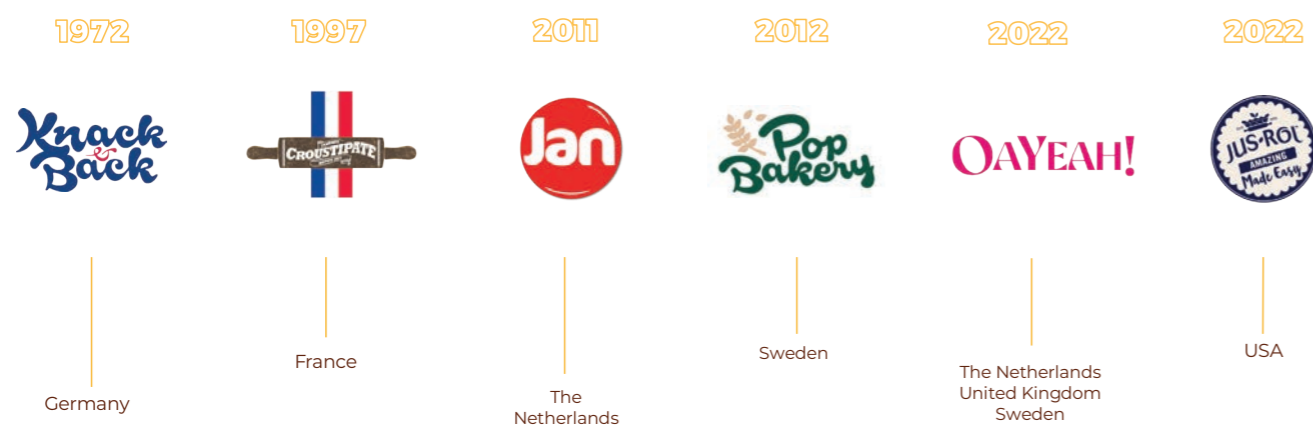 1972
1997
2011
2012
2022
2022
Knack
&
Back
CROUSTIPATE
Jan
Pop
Bakery
OAYEAH!
JUS-ROL
AMAZING
Made Easy
Germany
France
The
Netherlands
Sweden
The Netherlands
United Kingdom
Sweden
USA